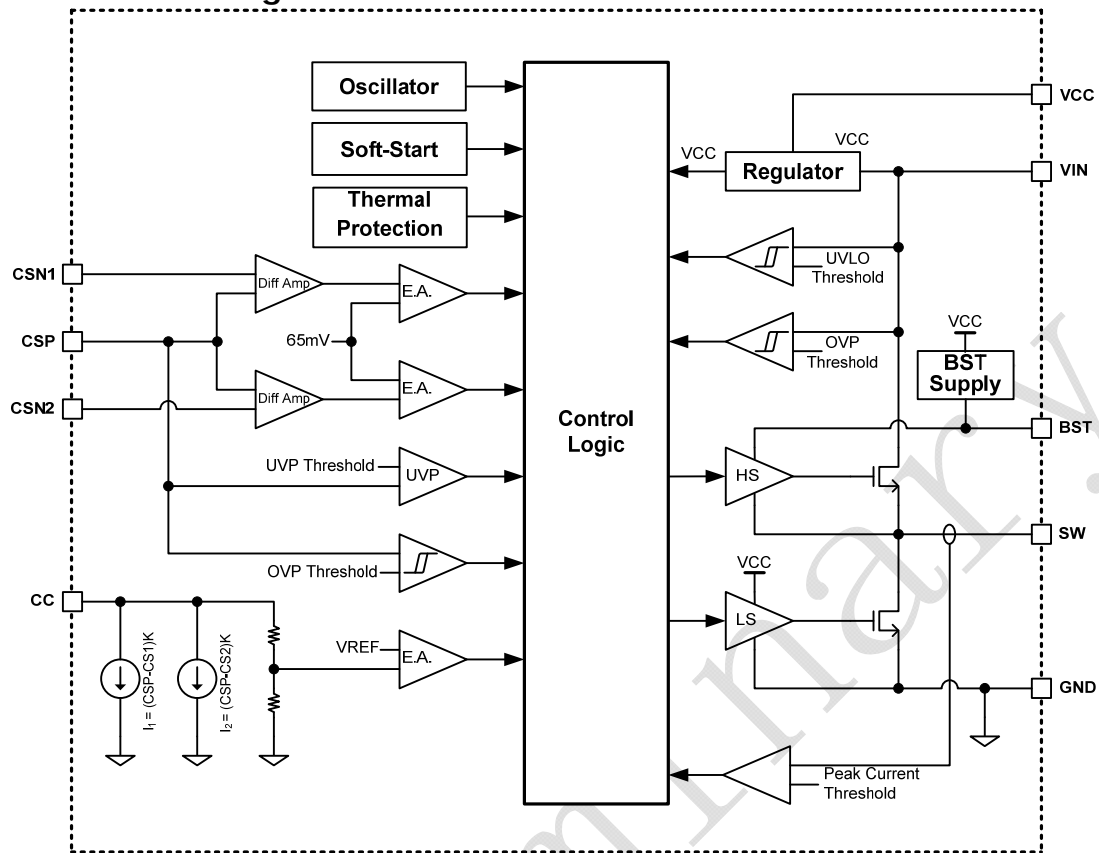 Oscillator
Soft-Start
Thermal
Protection
CSN1
CSP
CSN2
CC
Diff Amp
Diff Amp
E.A.
65mV
E.A.
UVP Threshold
UVP
OVP Threshold
VREF
E.A.
I1 = (CSP-CS1)K
I2 = (CSP-CS2)K
Control
Logic
VCC
VCC
Regulator
VCC
VIN
UVLO
Threshold
OVP
Threshold
VCC
BST
Supply
BST
HS
SW
VCC
LS
GND
Peak Current
Threshold